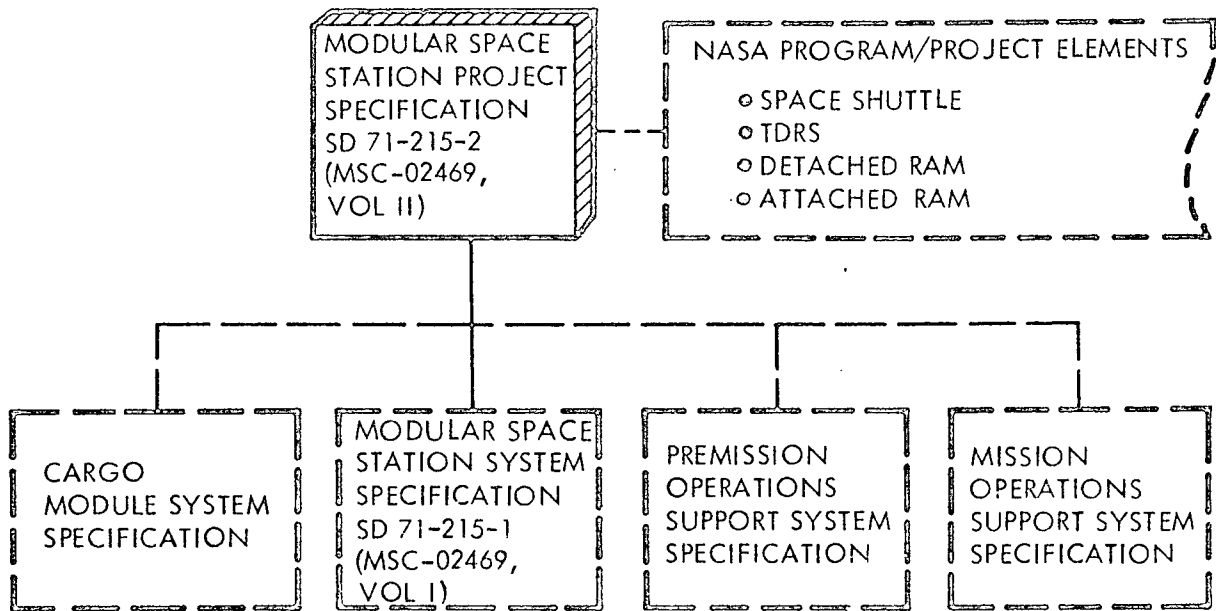 MODULAR SPACE
STATION PROJECT
SPECIFICATION
SD 71-215-2
(MSC-02469,
VOL II)
NASA PROGRAM/PROJECT ELEMENTS
SPACE SHUTTLE
TDRS
DETACHED RAM
ATTACHED RAM
CARGO
MODULE SYSTEM
SPECIFICATION
MODULAR SPACE
STATION SYSTEM
SPECIFICATION
SD 71-215-1
(MSC-02469,
VOL I)
PREMISSION
OPERATIONS
SUPPORT SYSTEM
SPECIFICATION
MISSION
OPERATIONS
SUPPORT SYSTEM
SPECIFICATION